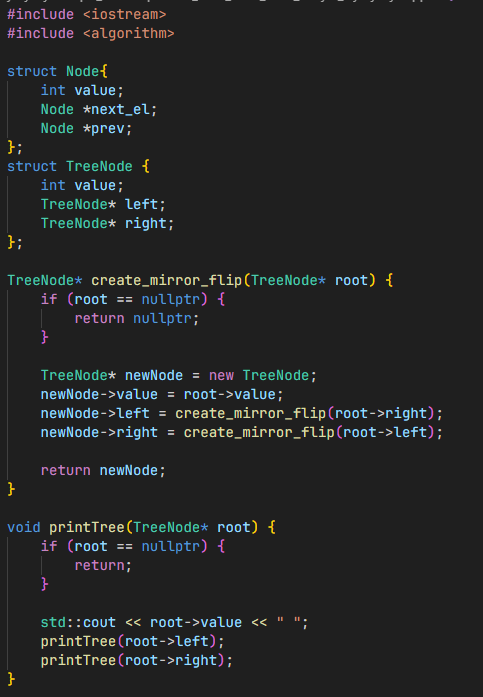 #include <iostream>
#include <algorithm>

struct Node{
    int value;
    Node *next_el;
    Node *prev;
};
struct TreeNode {
    int value;
    TreeNode* left;
    TreeNode* right;
};

TreeNode* create_mirror_flip(TreeNode* root) {
    if (root == nullptr) {
        return nullptr;
    }

    TreeNode* newNode = new TreeNode;
    newNode->value = root->value;
    newNode->left = create_mirror_flip(root->right);
    newNode->right = create_mirror_flip(root->left);

    return newNode;
}

void printTree(TreeNode* root) {
    if (root == nullptr) {
        return;
    }

    std::cout << root->value << " ";
    printTree(root->left);
    printTree(root->right);
}